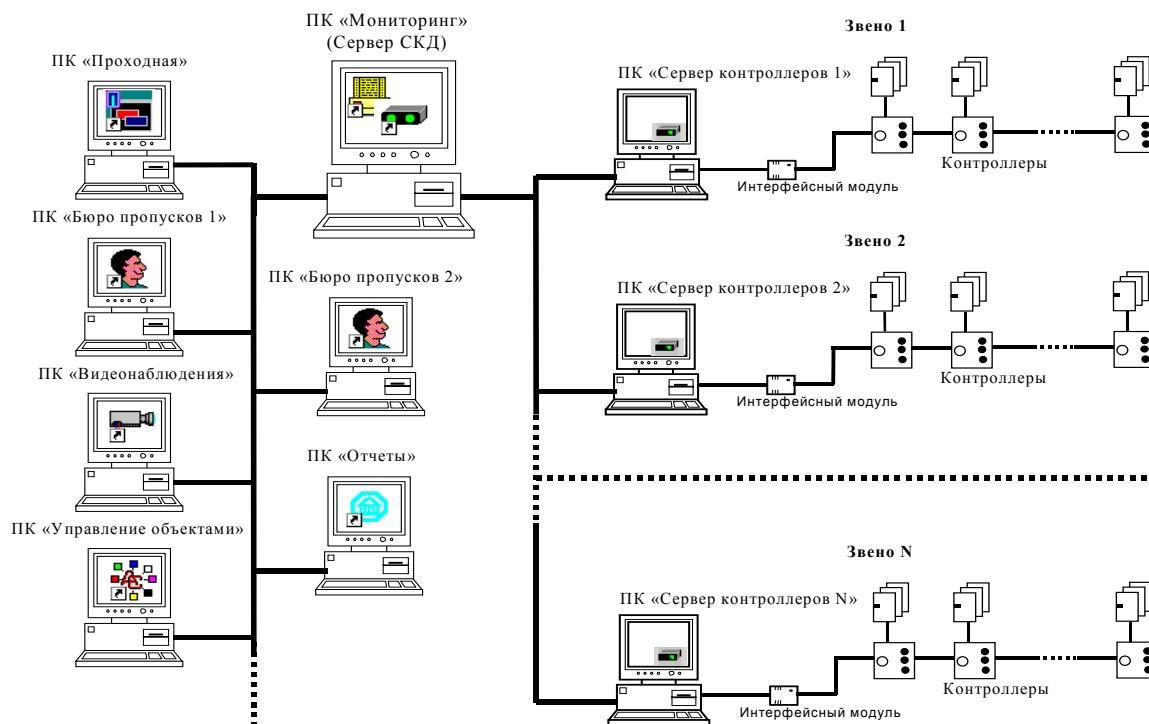 ПК «Мониторинг»
(Сервер СКД)
Звено 1
ПК «Проходная»
ПК «Сервер контроллеров 1»
Контроллеры
Интерфейсный модуль
ПК «Бюро пропусков 1»
Звено 2
ПК «Бюро пропусков 2»
ПК «Сервер контроллеров 2»
ПК «Видеонаблюдения»
Контроллеры
Интерфейсный модуль
ПК «Отчеты»
ПК «Управление объектами»
Звено N
ПК «Сервер контроллеров N»
Контроллеры
Интерфейсный модуль